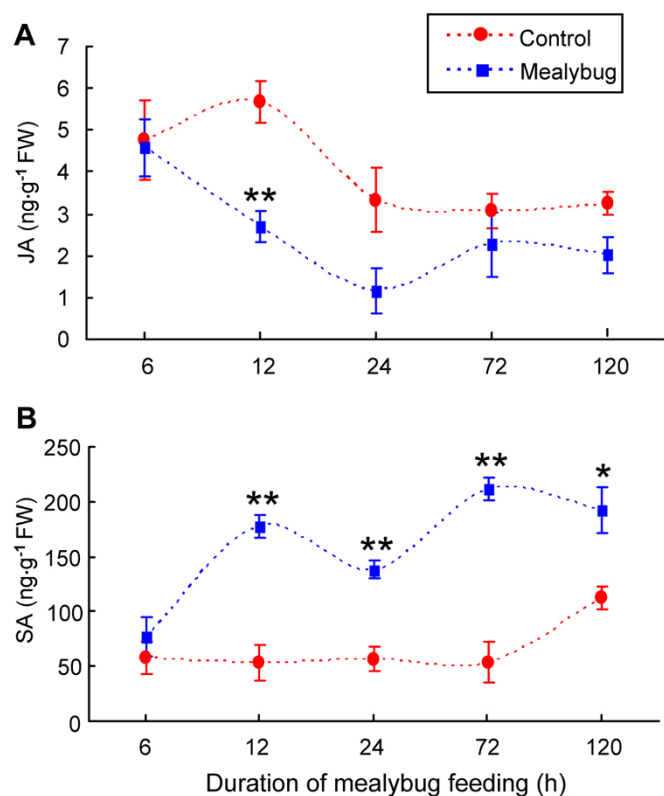 A
Control
Mealybug
7
6
5
4
3
2
1
0
JA (ng·g⁻¹ FW)
**
6 12 24 72 120
B
250
200
150
100
50
0
SA (ng·g⁻¹ FW)
** ** ** *
6 12 24 72 120
Duration of mealybug feeding (h)